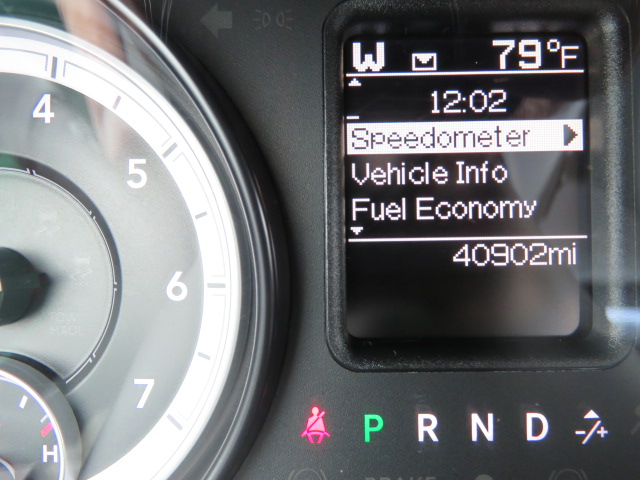 W 79°F
12:02
Speedometer
Vehicle Info
Fuel Economy
40902mi
4
5
6
7
H
P R N D -/+